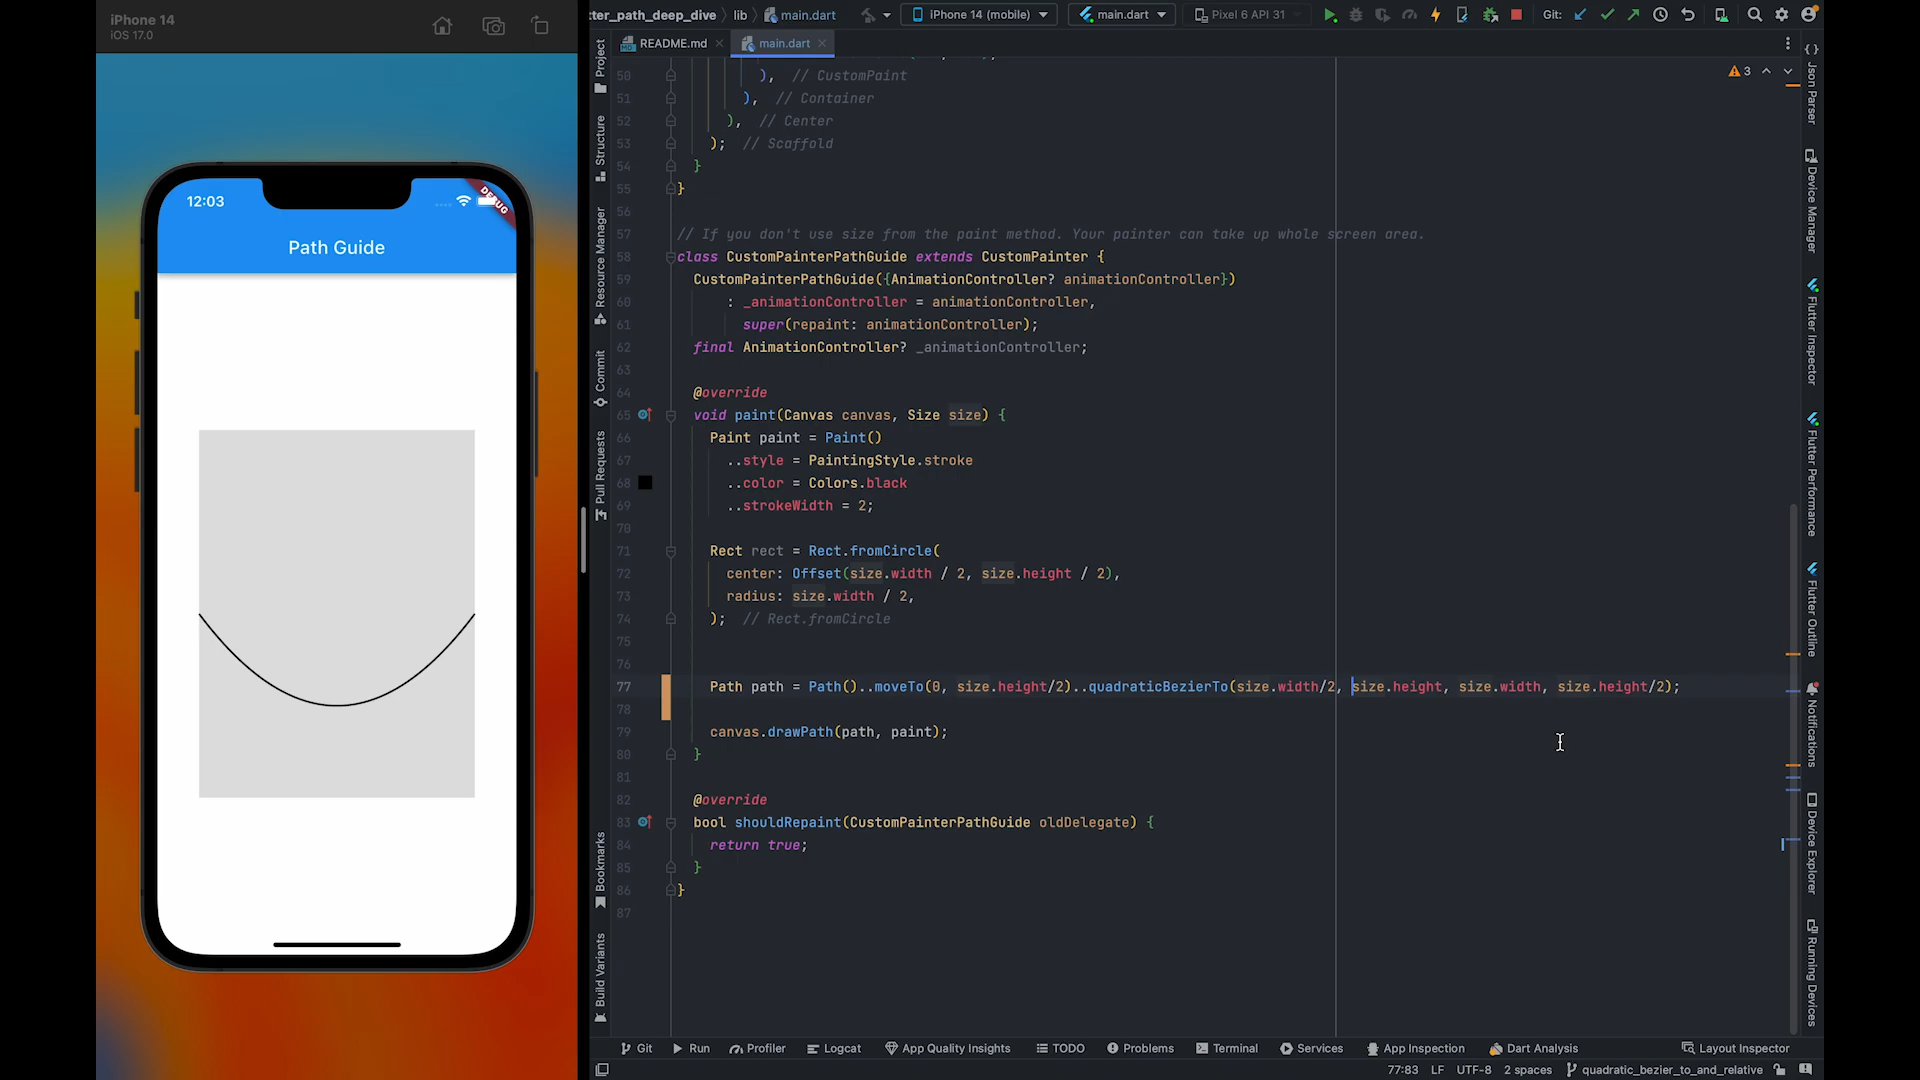 iPhone 14
iOS 17.0
12:03
DEBUG
Path Guide
ter_path_deep_dive
lib
main.dart
iPhone 14 (mobile)
main.dart
Pixel 6 API 31
Git:
README.md
main.dart
3
Project
Structure
Resource Manager
Commit
Pull Requests
Bookmarks
Build Variants
50 ), // CustomPaint
51 ), // Container
52 ), // Center
53 ); // Scaffold
54 }
55 }
56
57 // If you don't use size from the paint method. Your painter can take up whole screen area.
58 class CustomPainterPathGuide extends CustomPainter {
59 CustomPainterPathGuide({AnimationController? animationController})
60 : _animationController = animationController,
61 super(repaint: animationController);
62 final AnimationController? _animationController;
63
64 @override
65 void paint(Canvas canvas, Size size) {
66 Paint paint = Paint()
67 ..style = PaintingStyle.stroke
68 ..color = Colors.black
69 ..strokeWidth = 2;
70
71 Rect rect = Rect.fromCircle(
72 center: Offset(size.width / 2, size.height / 2),
73 radius: size.width / 2,
74 ); // Rect.fromCircle
75
76
77 Path path = Path()..moveTo(0, size.height/2)..quadraticBezierTo(size.width/2, size.height, size.width, size.height/2);
78
79 canvas.drawPath(path, paint);
80 }
81
82 @override
83 bool shouldRepaint(CustomPainterPathGuide oldDelegate) {
84 return true;
85 }
86 }
87
Json Parser
Device Manager
Flutter Inspector
Flutter Performance
Flutter Outline
Notifications
Device Explorer
Running Devices
Git
Run
Profiler
Logcat
App Quality Insights
TODO
Problems
Terminal
Services
App Inspection
Dart Analysis
Layout Inspector
77:83
LF
UTF-8
2 spaces
quadratic_bezier_to_and_relative